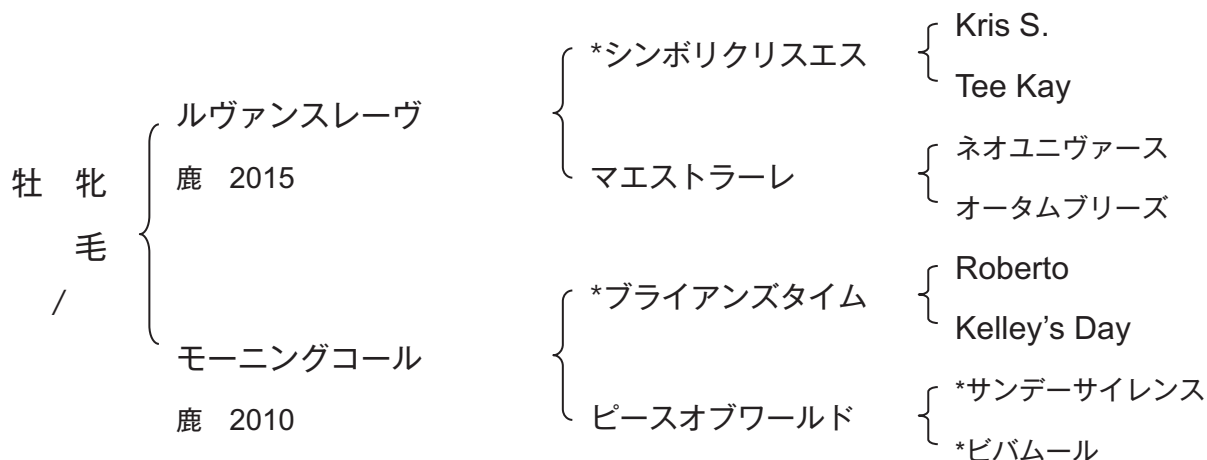 牡 牝
毛
/
ルヴァンスレーヴ
鹿 2015
モーニングコール
鹿 2010
*シンボリクリスエス
マエストラーレ
*ブライアンズタイム
ピースオブワールド
Kris S.
Tee Kay
ネオユニヴァース
オータムブリーズ
Roberto
Kelley’s Day
*サンデーサイレンス
*ビバムール